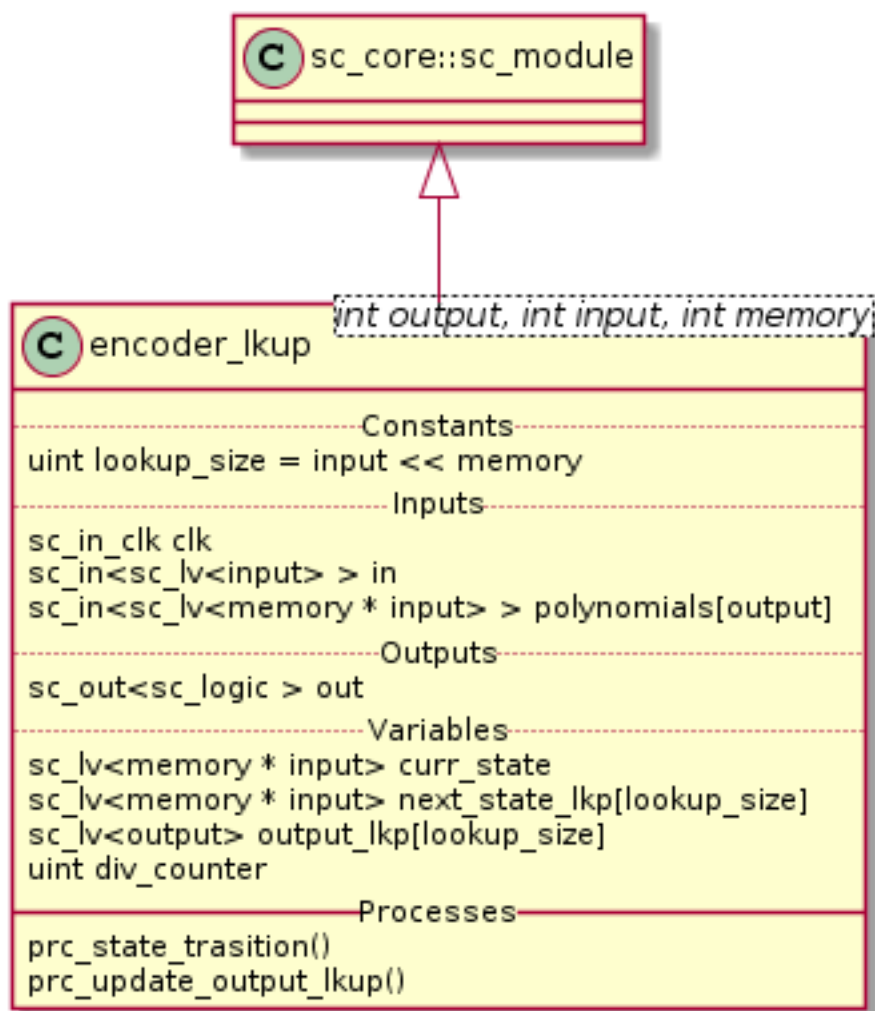 C sc_core::sc_module
int output, int input, int memory
C encoder_lkup
Constants
uint lookup_size = input << memory
Inputs
sc_in_clk clk
sc_in<sc_lv<input> > in
sc_in<sc_lv<memory * input> > polynomials[output]
Outputs
sc_out<sc_logic > out
Variables
sc_lv<memory * input> curr_state
sc_lv<memory * input> next_state_lkp[lookup_size]
sc_lv<output> output_lkp[lookup_size]
uint div_counter
Processes
prc_state_trasition()
prc_update_output_lkup()